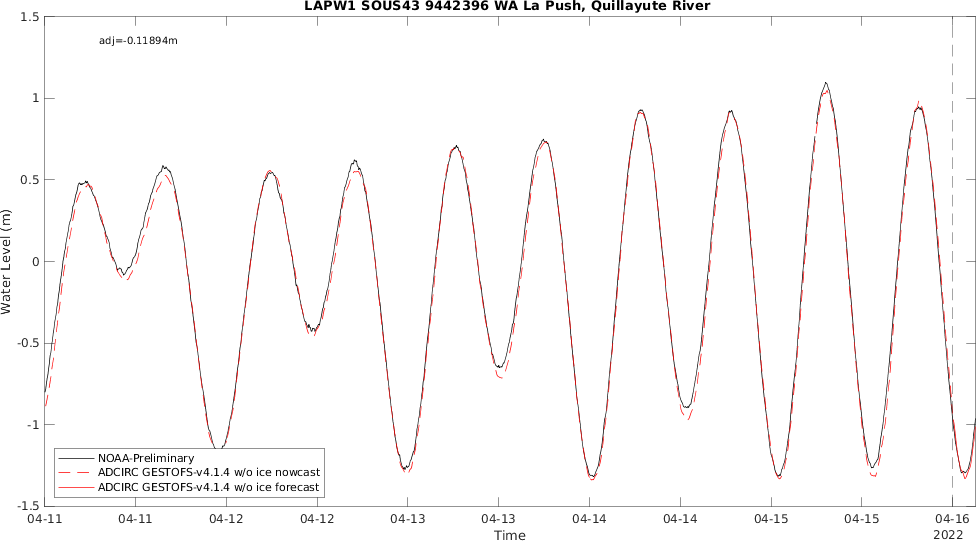 LAPW1 SOUS43 9442396 WA La Push, Quillayute River
1.5
adj=-0.11894m
1
0.5
0
-0.5
-1
-1.5
Water Level (m)
NOAA-Preliminary
ADCIRC GESTOFS-v4.1.4 w/o ice nowcast
ADCIRC GESTOFS-v4.1.4 w/o ice forecast
04-11 04-11 04-12 04-12 04-13 04-13 04-14 04-14 04-15 04-15 04-16
Time
2022